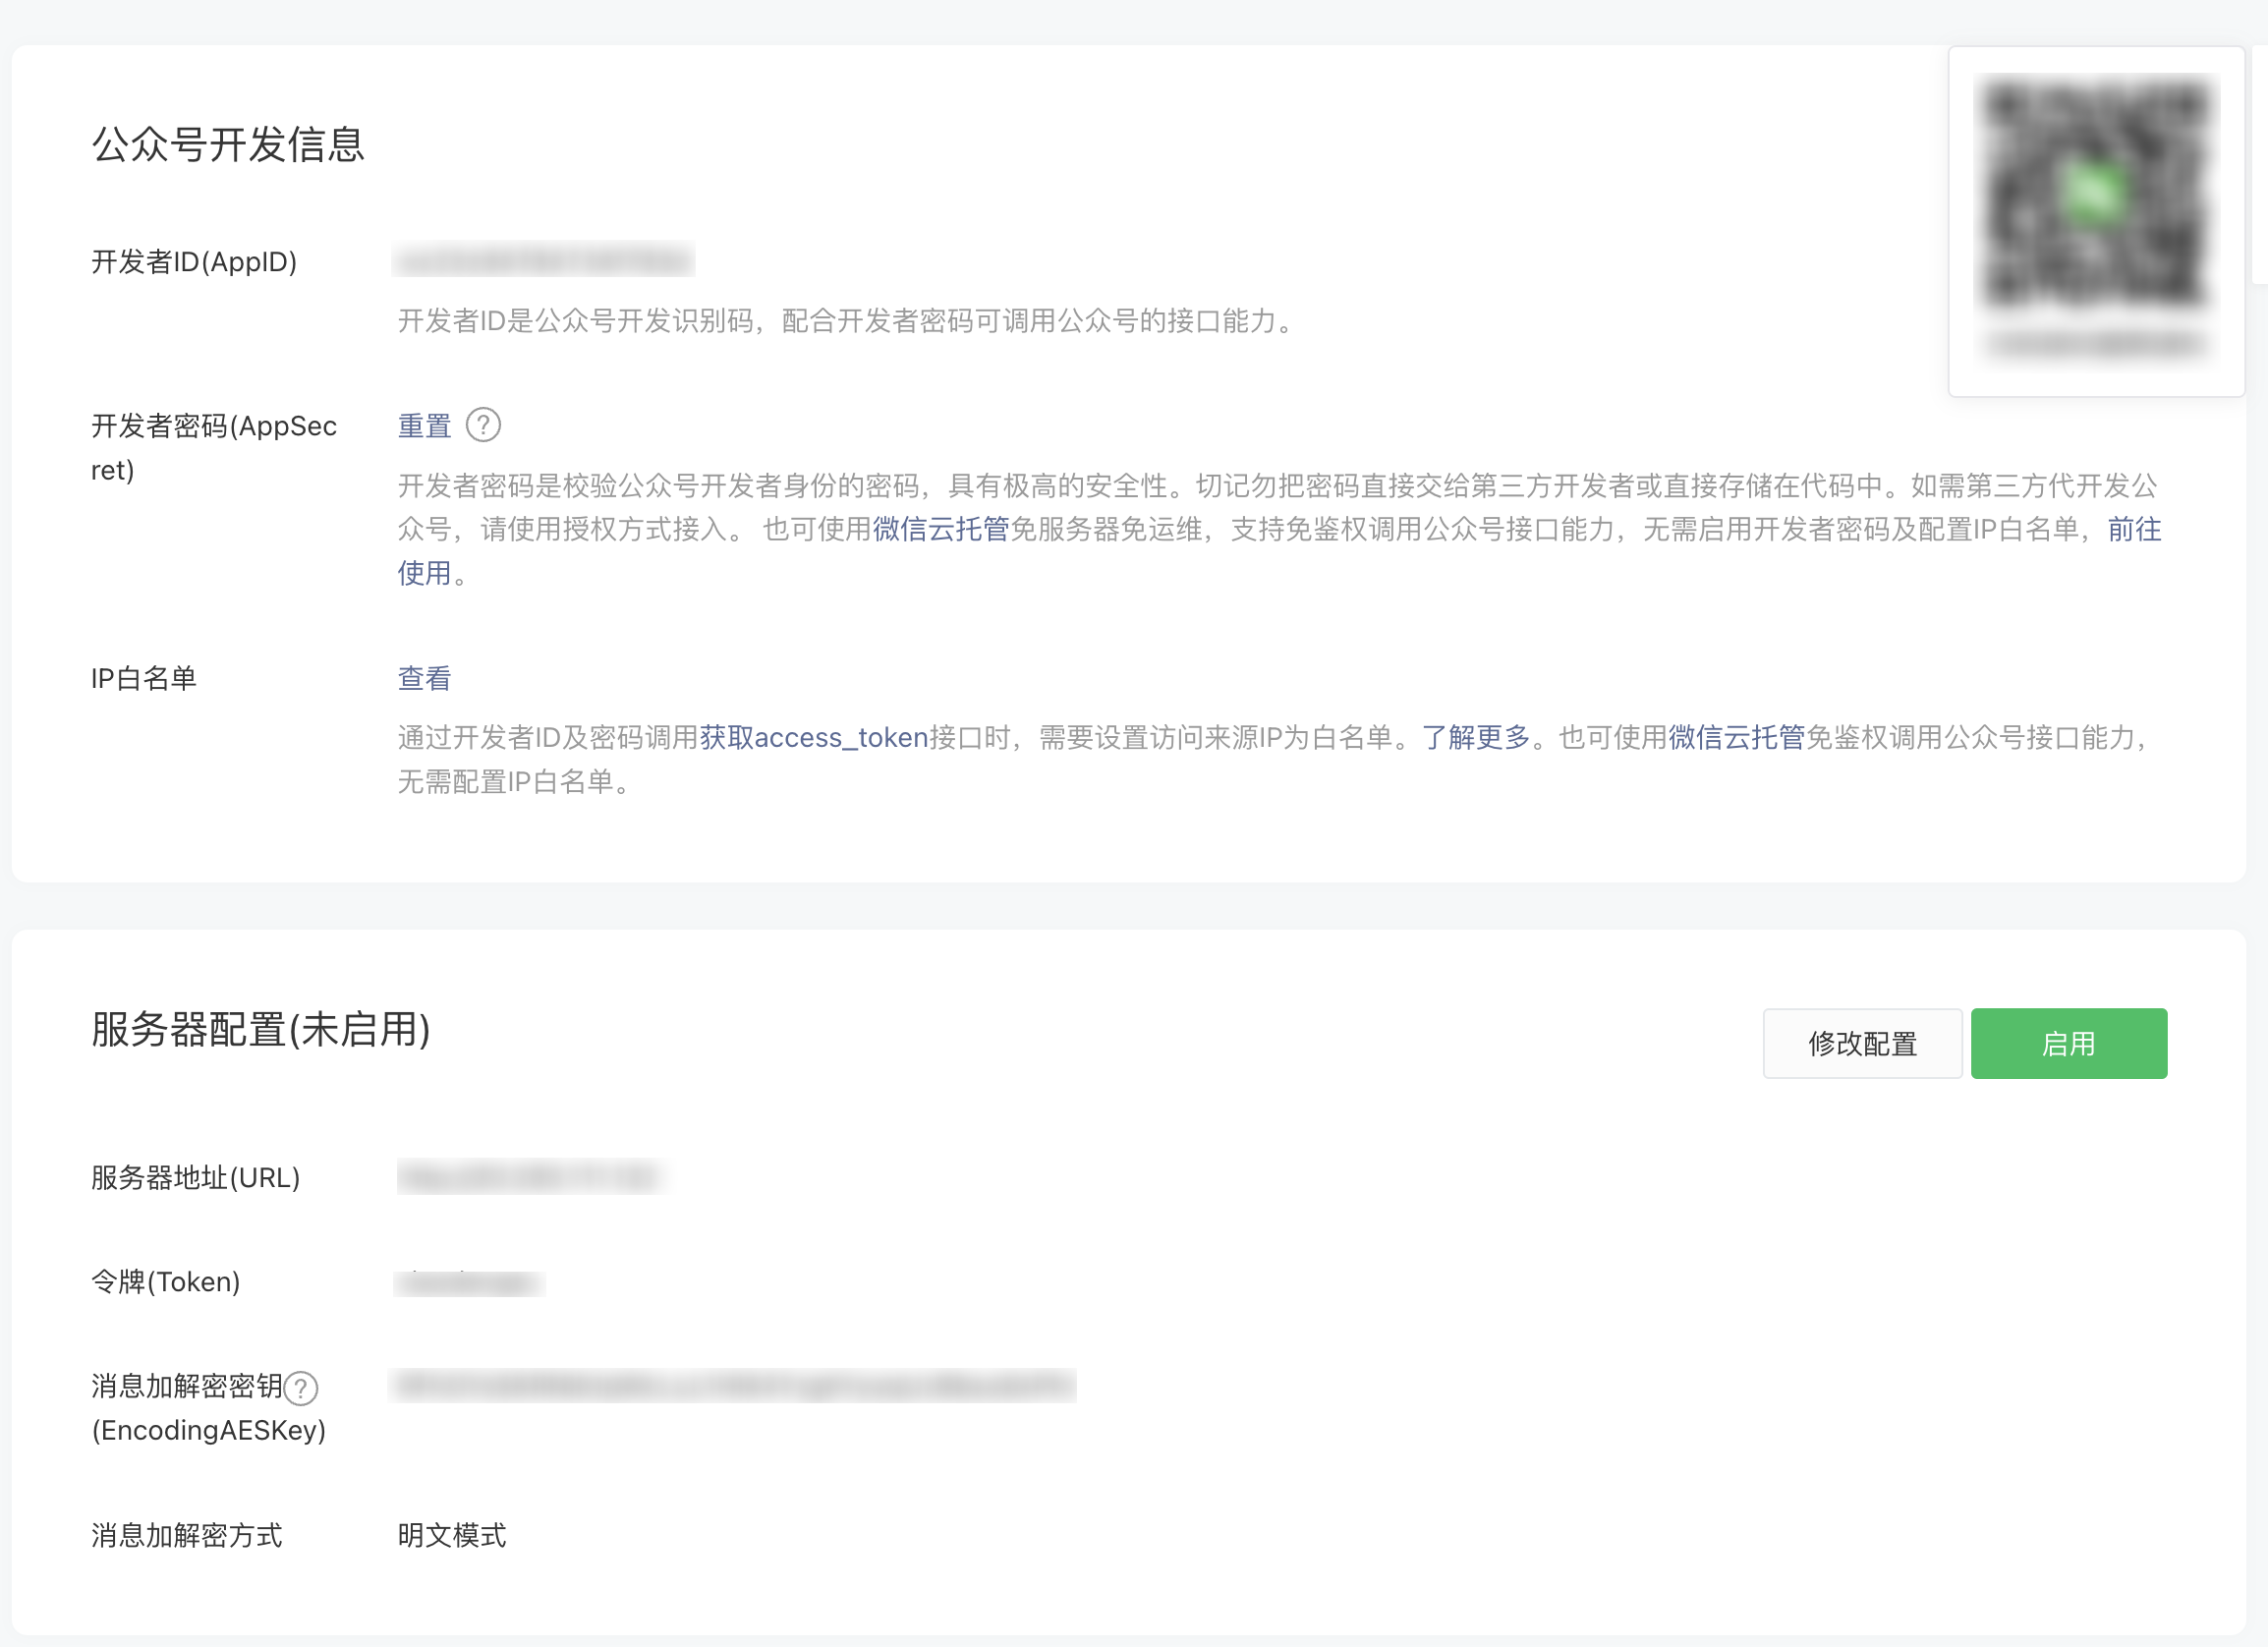 公众号开发信息
开发者ID(AppID)
开发者ID是公众号开发识别码，配合开发者密码可调用公众号的接口能力。
开发者密码(AppSec
ret)
重置 ?
开发者密码是校验公众号开发者身份的密码，具有极高的安全性。切记勿把密码直接交给第三方开发者或直接存储在代码中。如需第三方代开发公
众号，请使用授权方式接入。 也可使用微信云托管免服务器免运维，支持免鉴权调用公众号接口能力，无需启用开发者密码及配置IP白名单，前往
使用。
IP白名单
查看
通过开发者ID及密码调用获取access_token接口时，需要设置访问来源IP为白名单。了解更多。也可使用微信云托管免鉴权调用公众号接口能力，
无需配置IP白名单。
服务器配置(未启用)
修改配置
启用
服务器地址(URL)
令牌(Token)
消息加解密密钥?
(EncodingAESKey)
消息加解密方式
明文模式